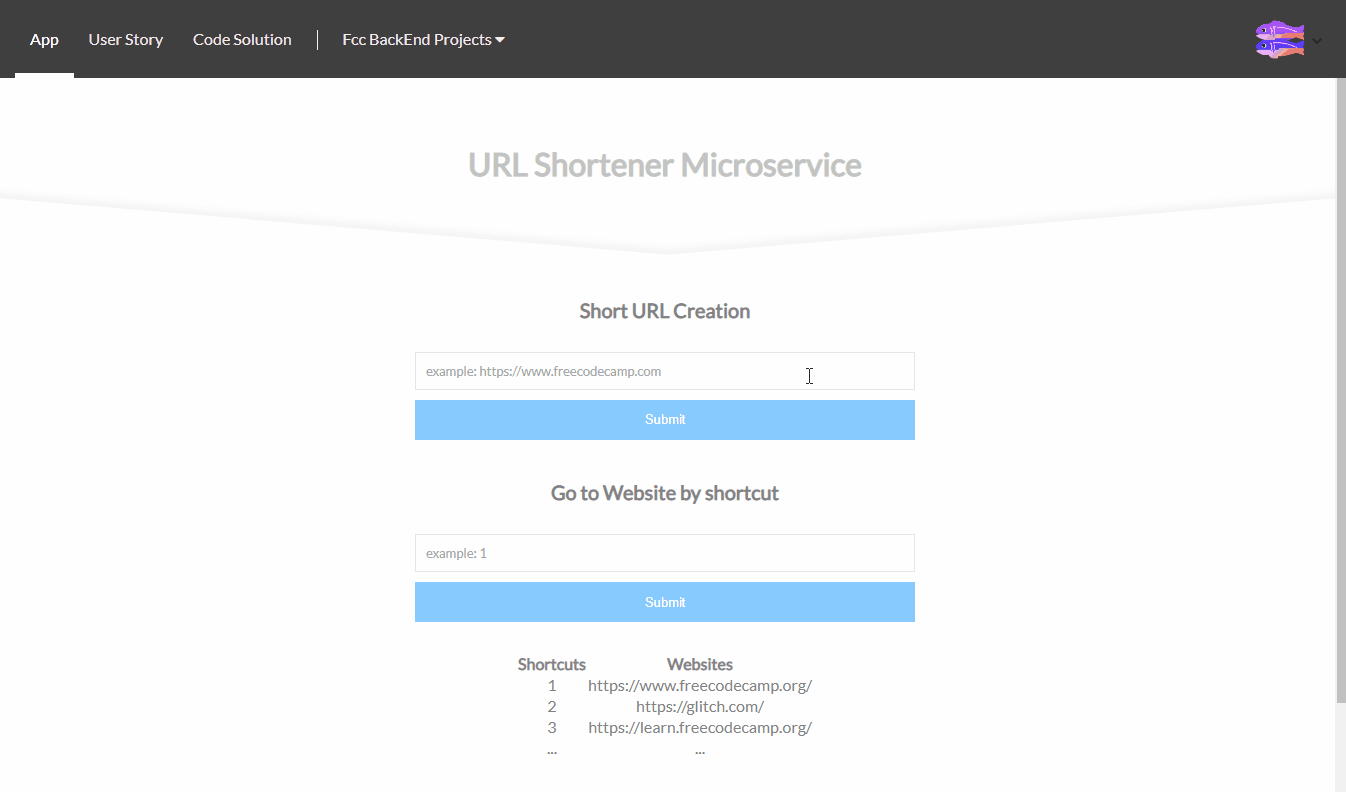 App User Story Code Solution Fcc BackEnd Projects
URL Shortener Microservice
Short URL Creation
example: https://www.freecodecamp.com
Submit
Go to Website by shortcut
example: 1
Submit
Shortcuts Websites
1 https://www.freecodecamp.org/
2 https://glitch.com/
3 https://learn.freecodecamp.org/
... ...